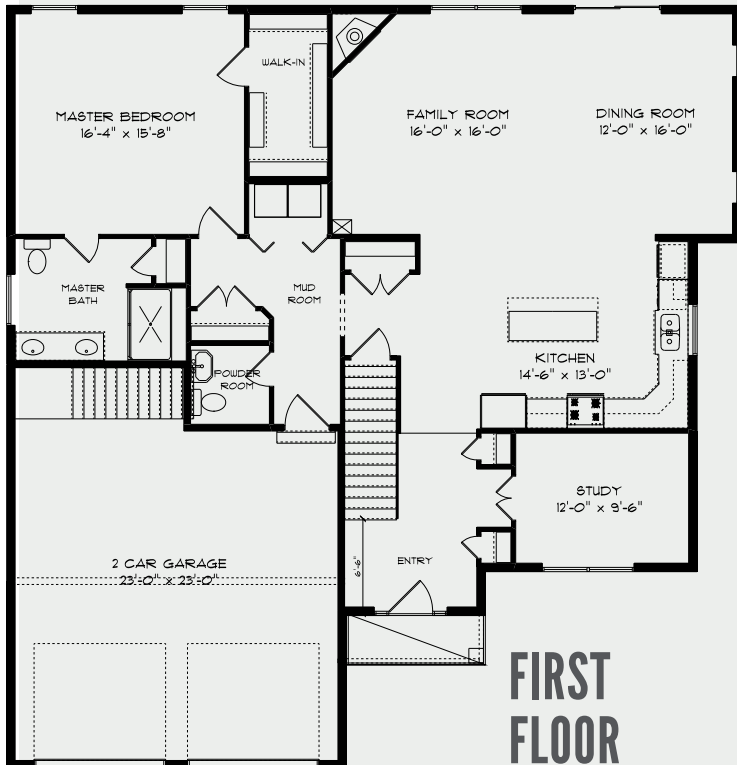 WALK-IN
MASTER BEDROOM
16'-4" x 15'-8"
FAMILY ROOM
16'-0" x 16'-0"
DINING ROOM
12'-0" x 16'-0"
MASTER
BATH
MUD
ROOM
POWDER
ROOM
KITCHEN
14'-6" x 13'-0"
STUDY
12'-0" x 9'-6"
2 CAR GARAGE
23'-0" x 23'-0"
ENTRY
6'-6"
FIRST
FLOOR